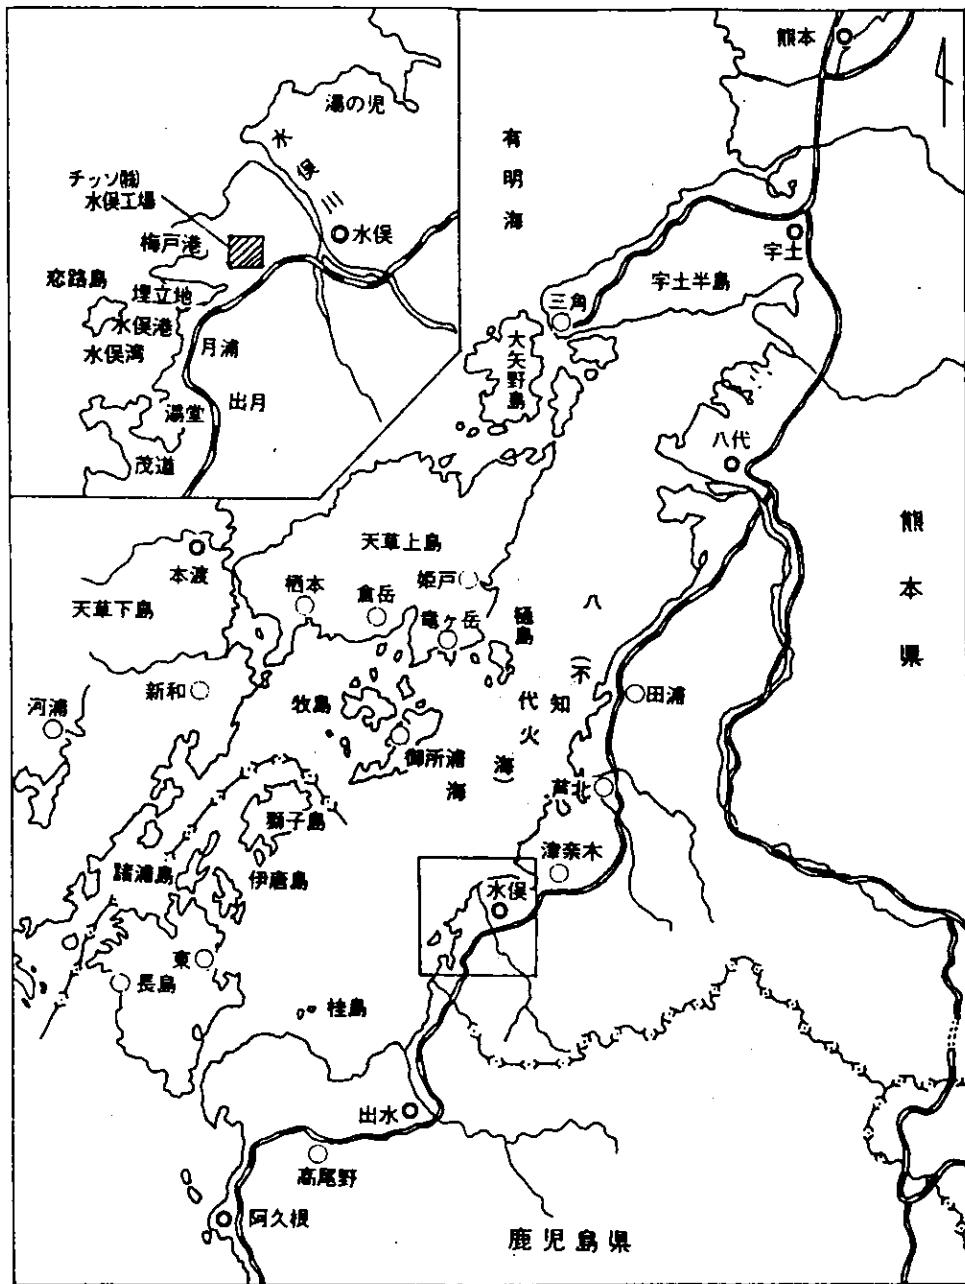 湯の児
水俣川
チッソ㈱
水俣工場
水俣
梅戸港
恋路島
埋立地
水俣港
水俣湾
月浦
出月
湯堂
茂道
熊本
有明海
宇土
宇土半島
三角
大矢野島
八代
熊本県
天草上島
本渡
天草下島
栖本
倉岳
姫戸
竜ヶ岳
樋島
八代海
(不知火海)
新和
河浦
牧島
御所浦
田浦
芦北
獅子島
津奈木
諸浦島
伊唐島
水俣
東
長島
桂島
出水
高尾野
阿久根
鹿児島県